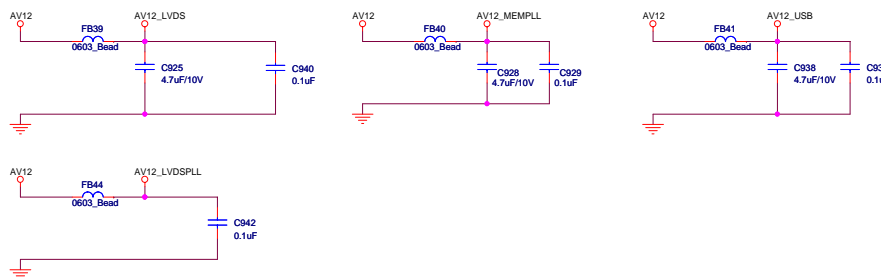 AV12 AV12_LVDS AV12 AV12_MEMPLL AV12 AV12_USB
FB39 FB40 FB41
0603_Bead 0603_Bead 0603_Bead
C925 C940 C928 C929 C938
4.7uF/10V 0.1uF 4.7uF/10V 0.1uF 4.7uF/10V
AV12 AV12_LVDSPLL
FB44
0603_Bead
C942
0.1uF